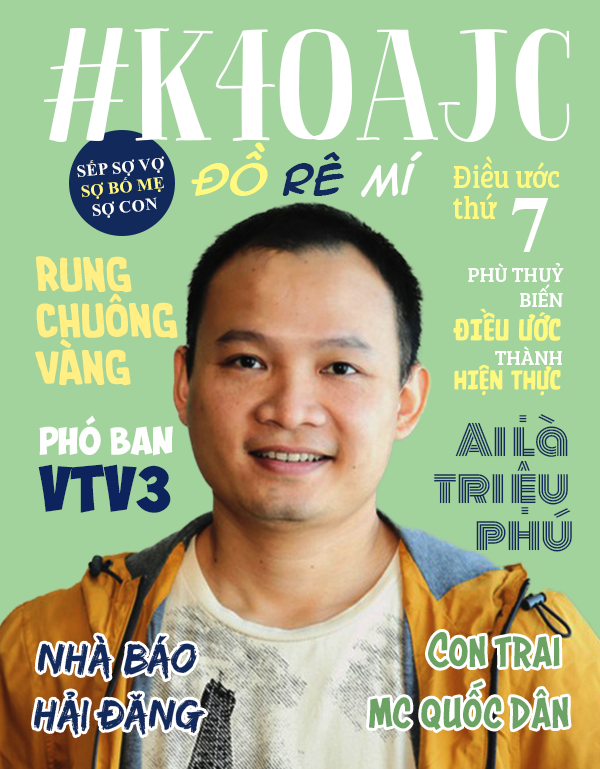 #K40AJC
SẾP SỢ VỢ
SỢ BỐ MẸ
SỢ CON
ĐỒ RÊ MÍ
Điều ước
thứ 7
RUNG
CHUÔNG
VÀNG
PHÙ THUỶ
BIẾN
ĐIỀU ƯỚC
THÀNH
HIỆN THỰC
PHÓ BAN
VTV3
AI LÀ
TRIỆU
PHÚ
NHÀ BÁO
HẢI ĐĂNG
CON TRAI
MC QUỐC DÂN